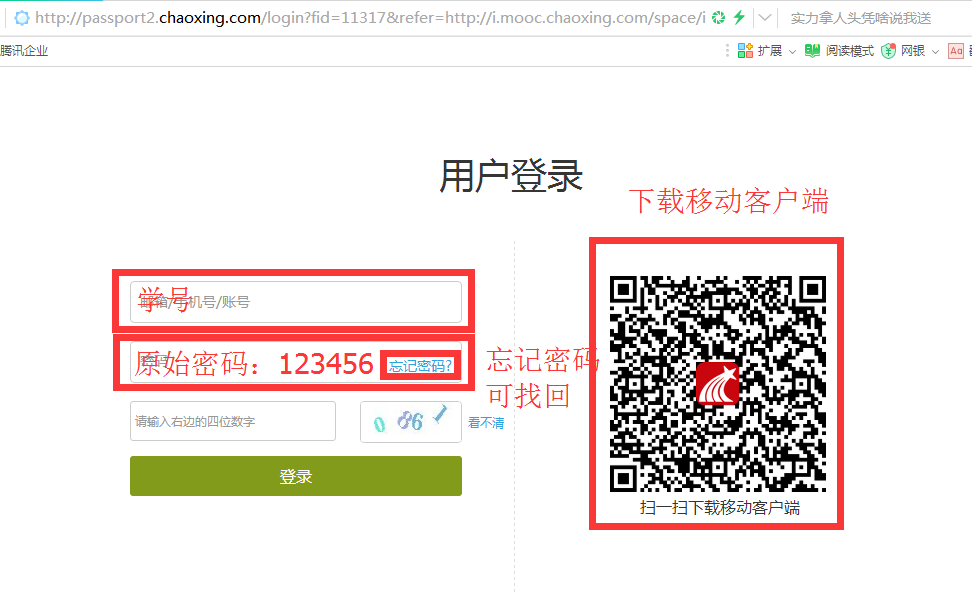 http://passport2.chaoxing.com/login?fid=11317&refer=http://i.mooc.chaoxing.com/space/i
实力拿人头凭啥说我送
腾讯企业
扩展
阅读模式
网银
Aa
用户登录
下载移动客户端
学号
邮箱/手机号/账号
原始密码：123456
忘记密码?
忘记密码
可找回
请输入右边的四位数字
0861
看不清
登录
扫一扫下载移动客户端